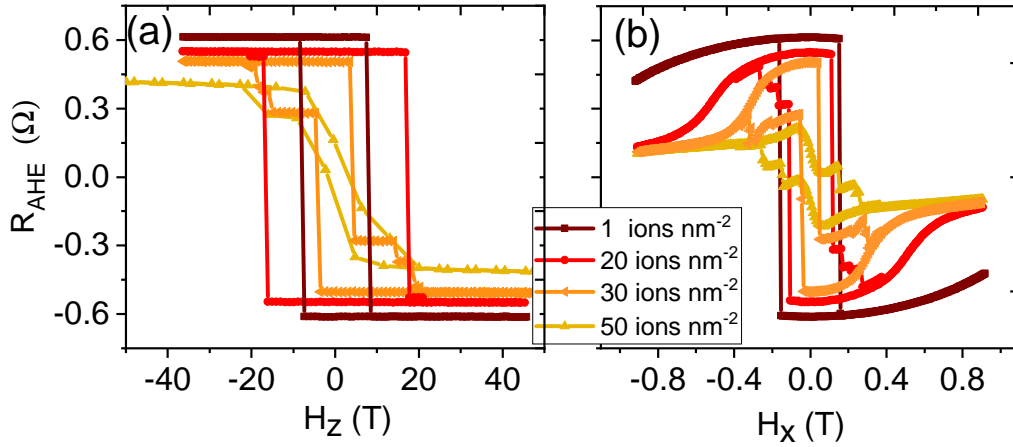 (a)
(b)
0.6
0.3
0.0
-0.3
-0.6
R_AHE (Ω)
1 ions nm⁻²
20 ions nm⁻²
30 ions nm⁻²
50 ions nm⁻²
-40 -20 0 20 40
-0.8 -0.4 0.0 0.4 0.8
H_Z (T)
H_X (T)